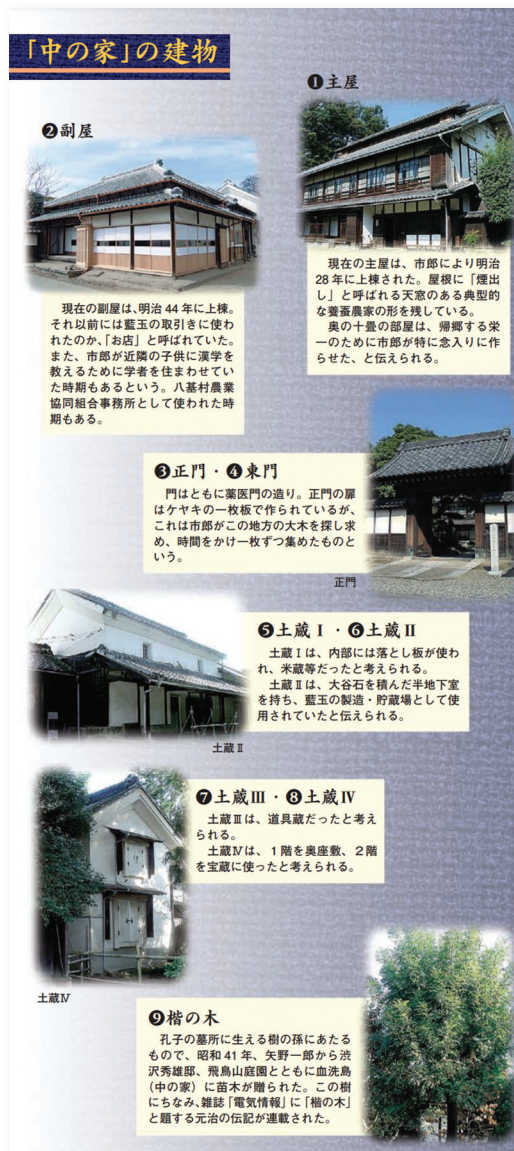 「中の家」の建物
❶主屋
現在の主屋は、市郎により明治
28年に上棟された。屋根に「煙出
し」と呼ばれる天窓のある典型的
な養蚕農家の形を残している。
奥の十畳の部屋は、帰郷する栄
一のために市郎が特に念入りに作
らせた、と伝えられる。
❷副屋
現在の副屋は、明治44年に上棟。
それ以前には藍玉の取引きに使わ
れたのか、「お店」と呼ばれていた。
また、市郎が近隣の子供に漢学を
教えるために学者を住まわせてい
た時期もあるという。八基村農業
協同組合事務所として使われた時
期もある。
❸正門・❹東門
門はともに薬医門の造り。正門の扉
はケヤキの一枚板で作られているが、
これは市郎がこの地方の大木を探し求
め、時間をかけ一枚ずつ集めたものと
いう。
正門
❺土蔵Ⅰ・❻土蔵Ⅱ
土蔵Ⅰは、内部には落とし板が使わ
れ、米蔵等だったと考えられる。
土蔵Ⅱは、大谷石を積んだ半地下室
を持ち、藍玉の製造・貯蔵場として使
用されていたと伝えられる。
土蔵Ⅱ
❼土蔵Ⅲ・❽土蔵Ⅳ
土蔵Ⅲは、道具蔵だったと考え
られる。
土蔵Ⅳは、1階を奥座敷、2階
を宝蔵に使ったと考えられる。
土蔵Ⅳ
❾楷の木
孔子の墓所に生える樹の孫にあたる
もので、昭和41年、矢野一郎から渋
沢秀雄邸、飛鳥山庭園とともに血洗島
(中の家)に苗木が贈られた。この樹
にちなみ、雑誌「電気情報」に「楷の木」
と題する元治の伝記が連載された。